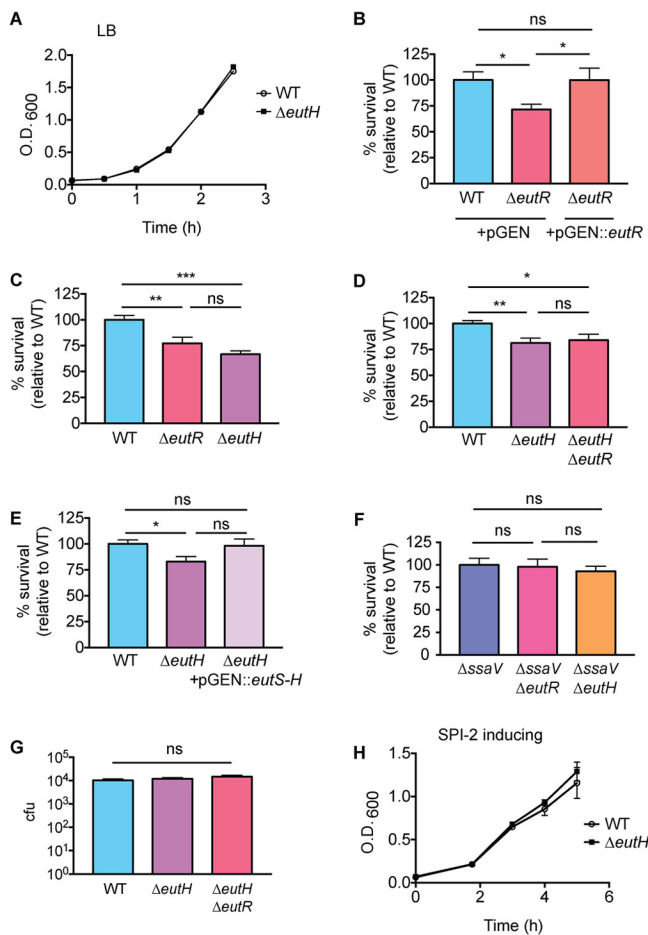 A
LB
2.0
1.5
1.0
0.5
0.0
0
1
2
3
O.D.600
Time (h)
WT
ΔeutH
B
ns
*
*
125
100
75
50
25
0
% survival
(relative to WT)
WT
ΔeutR
ΔeutR
+pGEN
+pGEN::eutR
C
***
**
ns
125
100
75
50
25
0
% survival
(relative to WT)
WT
ΔeutR
ΔeutH
D
*
**
ns
125
100
75
50
25
0
% survival
(relative to WT)
WT
ΔeutH
ΔeutH
ΔeutR
E
ns
*
ns
125
100
75
50
25
0
% survival
(relative to WT)
WT
ΔeutH
ΔeutH
+pGEN::eutS-H
F
ns
ns
ns
125
100
75
50
25
0
% survival
(relative to WT)
ΔssaV
ΔssaV
ΔeutR
ΔssaV
ΔeutH
G
ns
10⁵
10⁴
10³
10²
10¹
10⁰
cfu
WT
ΔeutH
ΔeutH
ΔeutR
H
SPI-2 inducing
1.5
1.0
0.5
0.0
0
2
4
6
O.D.600
Time (h)
WT
ΔeutH